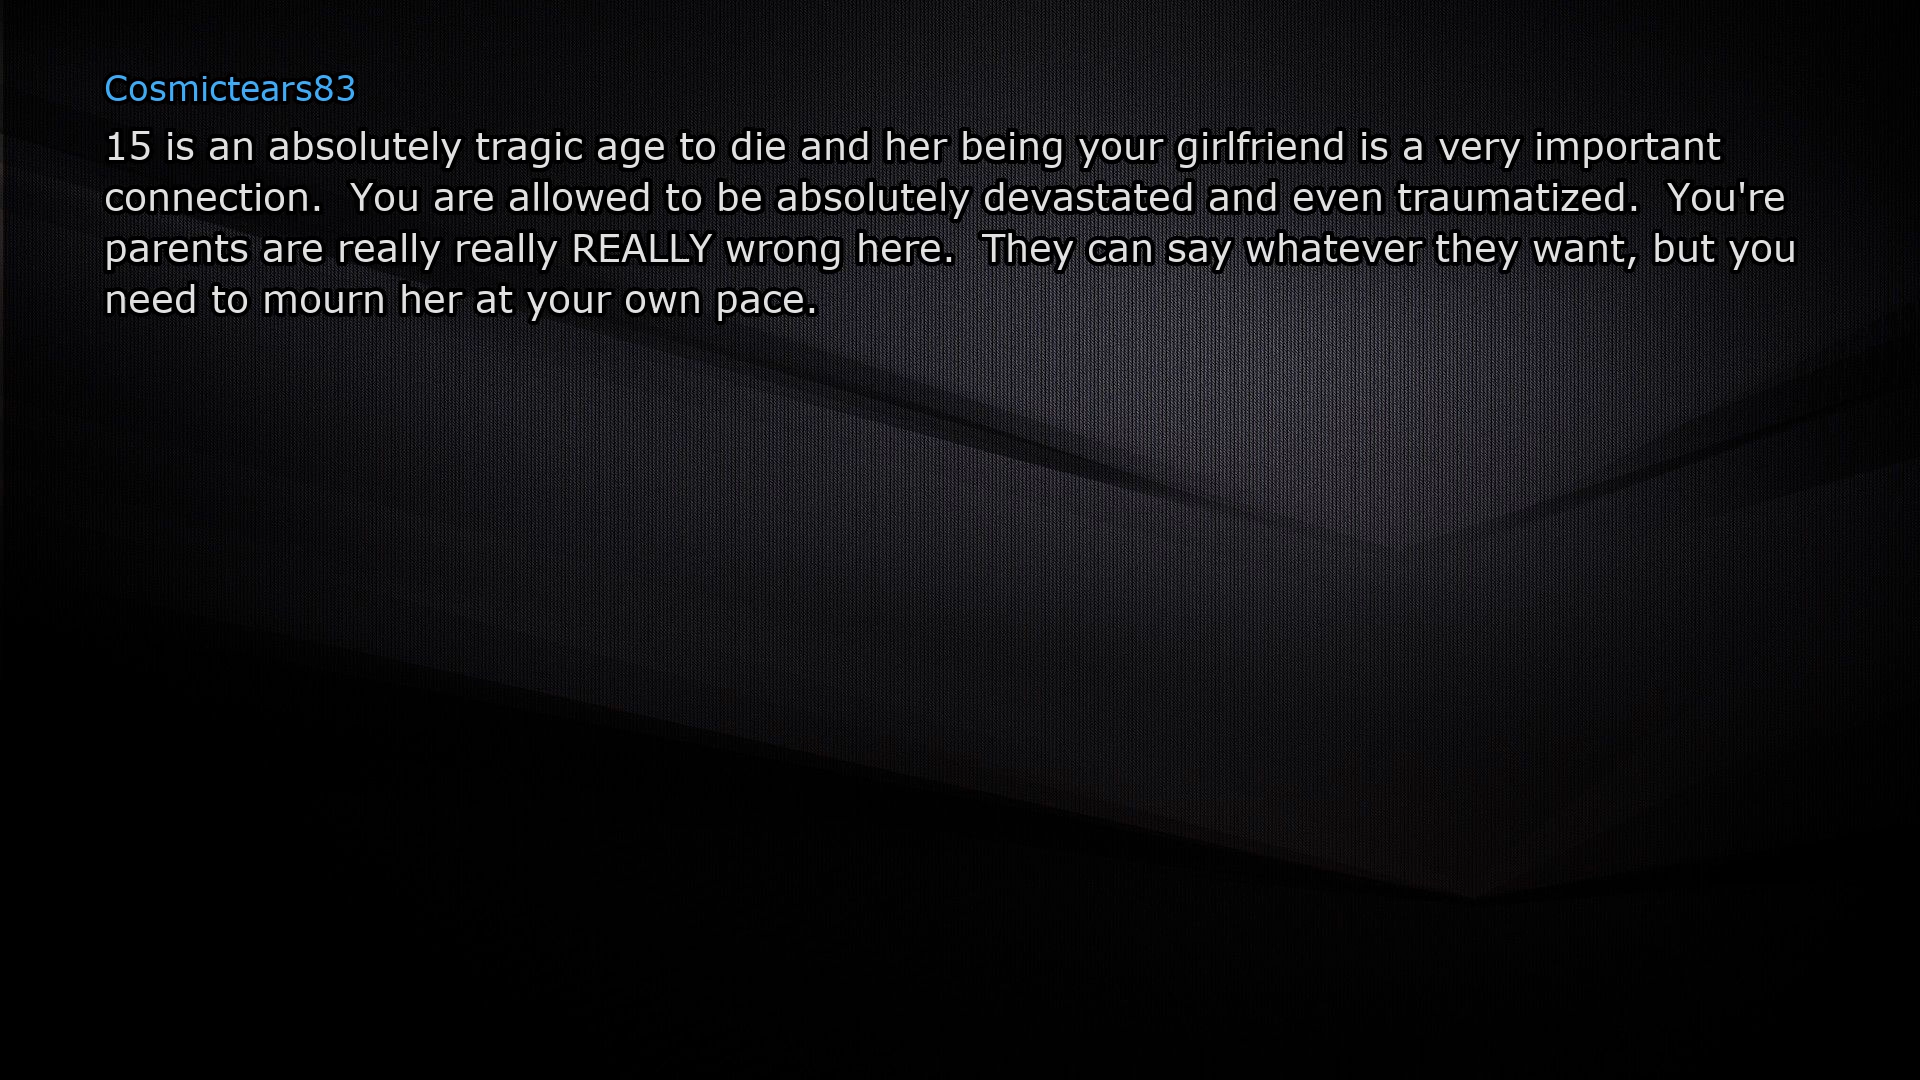 Cosmictears83
15 is an absolutely tragic age to die and her being your girlfriend is a very important
connection.  You are allowed to be absolutely devastated and even traumatized.  You're
parents are really really REALLY wrong here.  They can say whatever they want, but you
need to mourn her at your own pace.